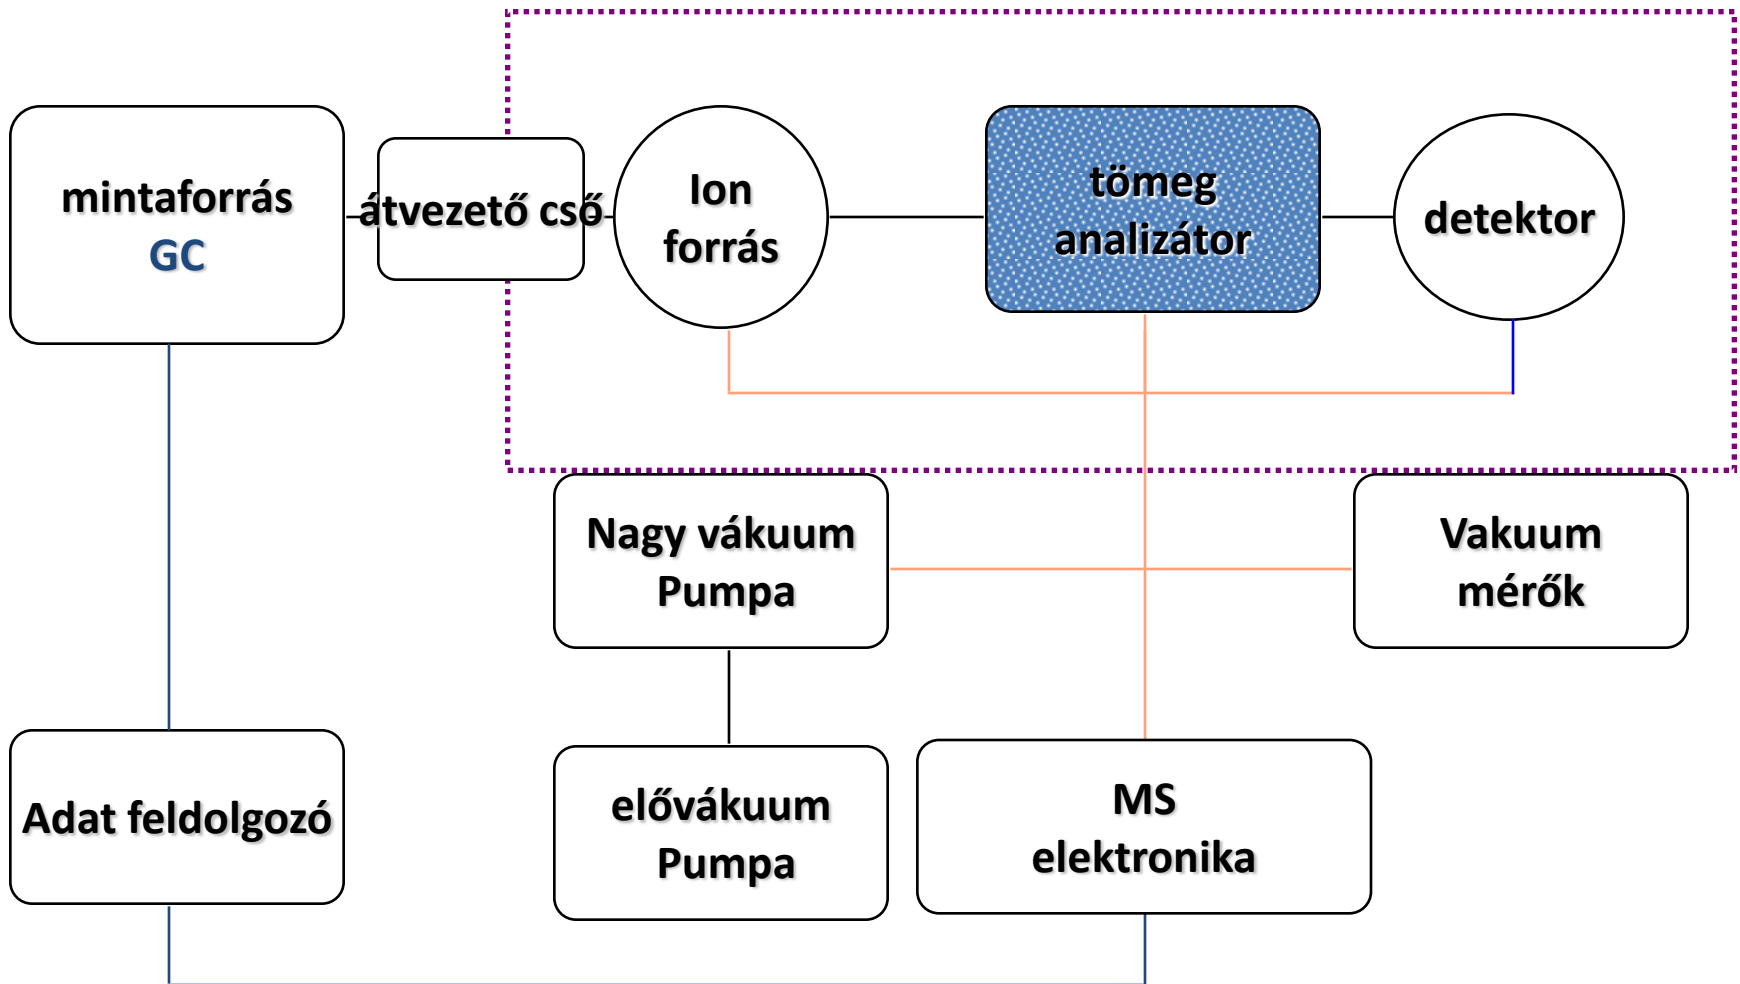 mintaforrás
GC
átvezető cső
Ion
forrás
tömeg
analizátor
detektor
Nagy vákuum
Pumpa
Vakuum
mérők
Adat feldolgozó
elővákuum
Pumpa
MS
elektronika